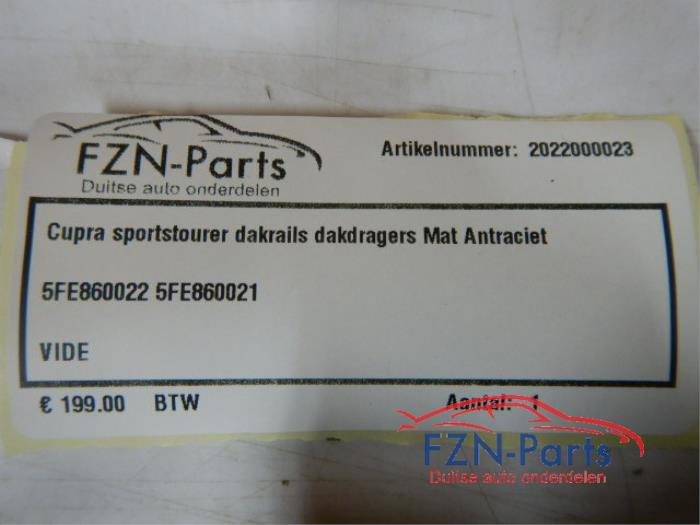 FZN-Parts
Duitse auto onderdelen
Artikelnummer: 2022000023
Cupra sportstourer dakrails dakdragers Mat Antraciet
5FE860022 5FE860021
VIDE
€ 199.00 BTW Aantal: 1
FZN-Parts
Duitse auto onderdelen